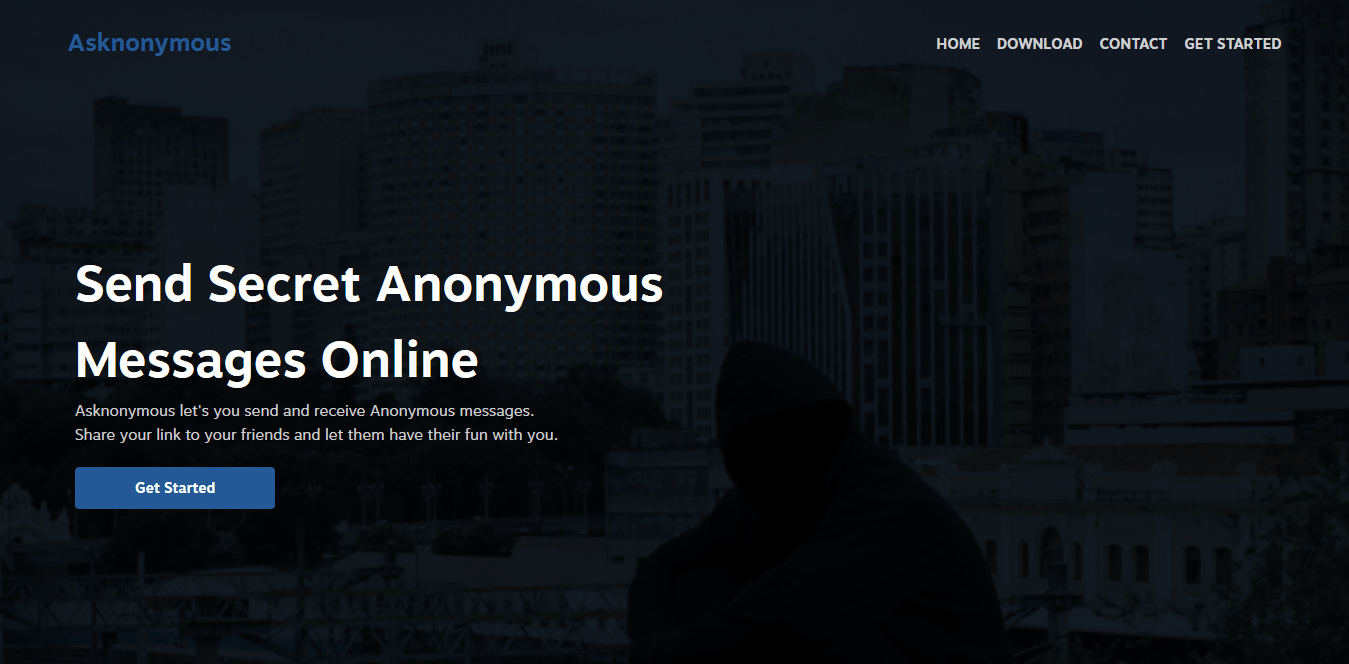 Asknonymous
HOME DOWNLOAD CONTACT GET STARTED
Send Secret Anonymous
Messages Online
Asknonymous let's you send and receive Anonymous messages.
Share your link to your friends and let them have their fun with you.
Get Started